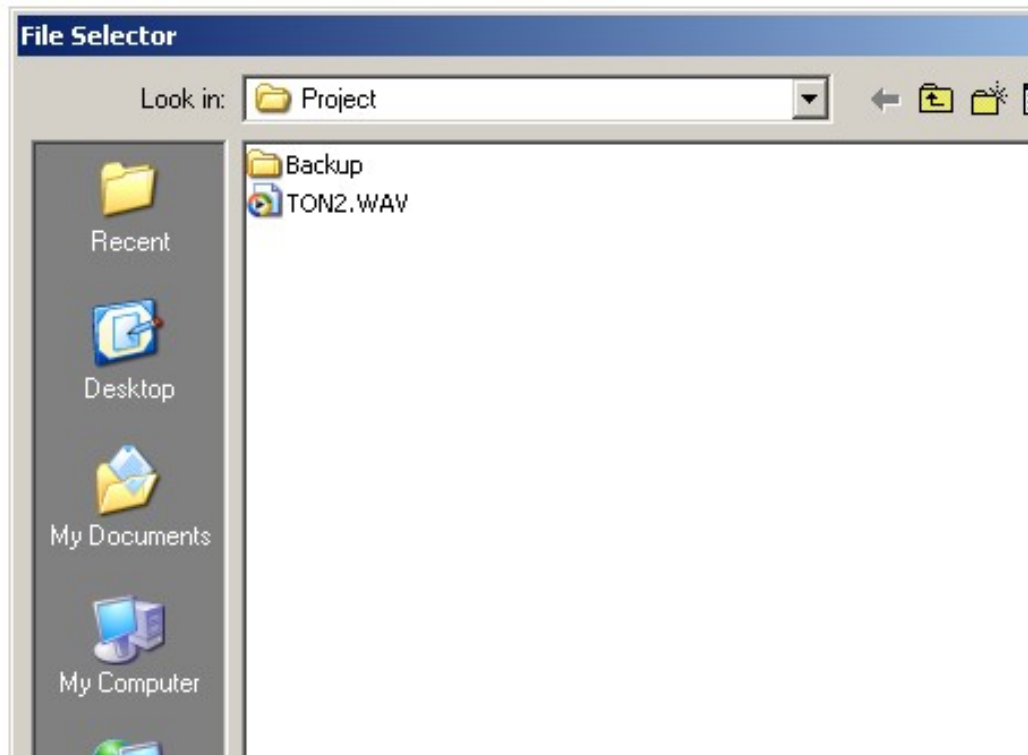 File Selector
Look in: Project
Backup
TON2.WAV
Recent
Desktop
My Documents
My Computer